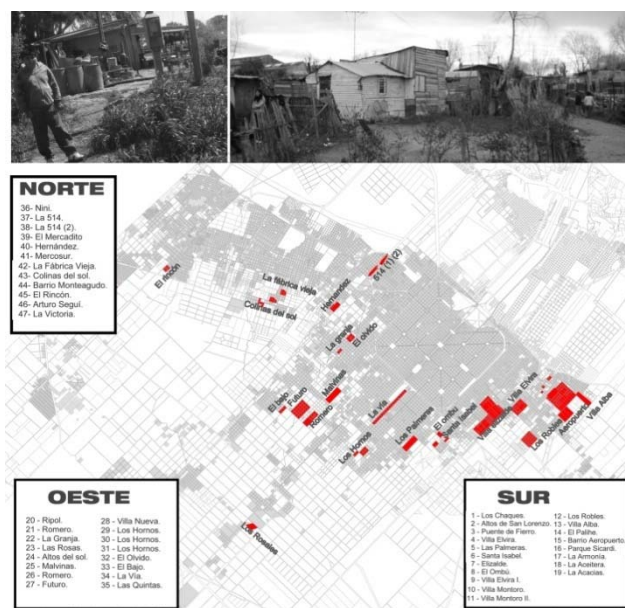 NORTE
36- Nini.
37- La 514.
38- La 514 (2).
39- El Mercadito
40- Hernández.
41- Mercosur.
42- La Fábrica Vieja.
43- Colinas del sol.
44- Barrio Monteagudo.
45- El Rincón.
46- Arturo Seguí.
47- La Victoria.
El rincón
La fábrica vieja
Colinas del sol
Hernández
514 (1) (2)
La granja
El olvido
Malvinas
El bajo
Futuro
Romero
La vía
Los Hornos
Los Palmeras
El ombú
Santa Isabel
Villa Elvira
Los Robles
Aeropuerto
Villa Alba
Los Rosales
OESTE
20 - Ripol.
21 - Romero.
22 - La Granja.
23 - Las Rosas.
24 - Altos del sol.
25 - Malvinas.
26 - Romero.
27 - Futuro.
28 - Villa Nueva.
29 - Los Hornos.
30 - Los Hornos.
31 - Los Hornos.
32 - El Olvido.
33 - El Bajo.
34 - La Vía.
35 - Las Quintas.
SUR
1 - Los Chaques.
2 - Altos de San Lorenzo.
3 - Puente de Fierro.
4 - Villa Elvira.
5 - Las Palmeras.
6 - Santa Isabel.
7 - Elizalde.
8 - El Ombú.
9 - Villa Elvira I.
10 - Villa Montoro.
11 - Villa Montoro II.
12 - Los Robles.
13 - Villa Alba.
14 - El Palihe.
15 - Barrio Aeropuerto.
16 - Parque Sicardi.
17 - La Armonía.
18 - La Aceitera.
19 - La Acacias.